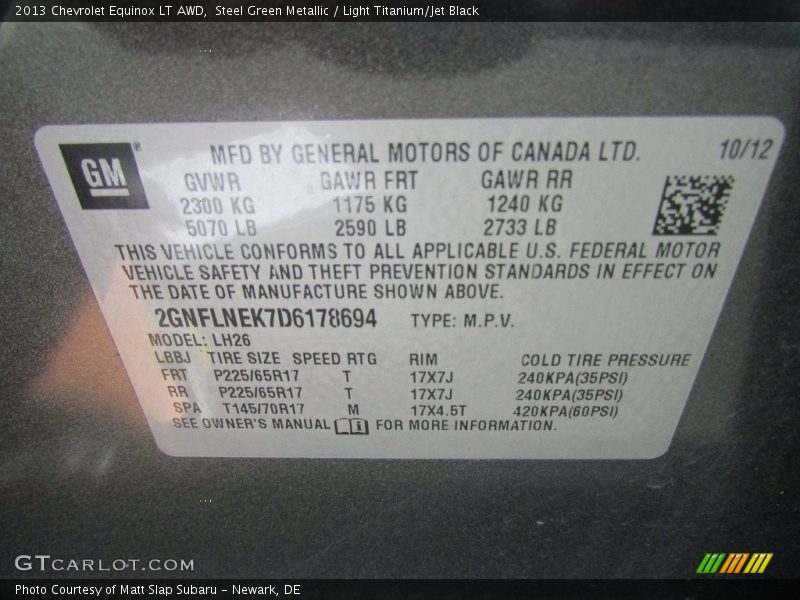 2013 Chevrolet Equinox LT AWD,  Steel Green Metallic / Light Titanium/Jet Black
GM
MFD BY GENERAL MOTORS OF CANADA LTD. 10/12
GVWR GAWR FRT GAWR RR
2300 KG 1175 KG 1240 KG
5070 LB 2590 LB 2733 LB
THIS VEHICLE CONFORMS TO ALL APPLICABLE U.S. FEDERAL MOTOR
VEHICLE SAFETY AND THEFT PREVENTION STANDARDS IN EFFECT ON
THE DATE OF MANUFACTURE SHOWN ABOVE.
2GNFLNEK7D6178694 TYPE: M.P.V.
MODEL: LH26
LBBJ TIRE SIZE SPEED RTG RIM COLD TIRE PRESSURE
FRT P225/65R17 T 17X7J 240KPA(35PSI)
RR P225/65R17 T 17X7J 240KPA(35PSI)
SPA T145/70R17 M 17X4.5T 420KPA(60PSI)
SEE OWNER'S MANUAL FOR MORE INFORMATION.
GTCARLOT.COM
Photo Courtesy of Matt Slap Subaru - Newark, DE